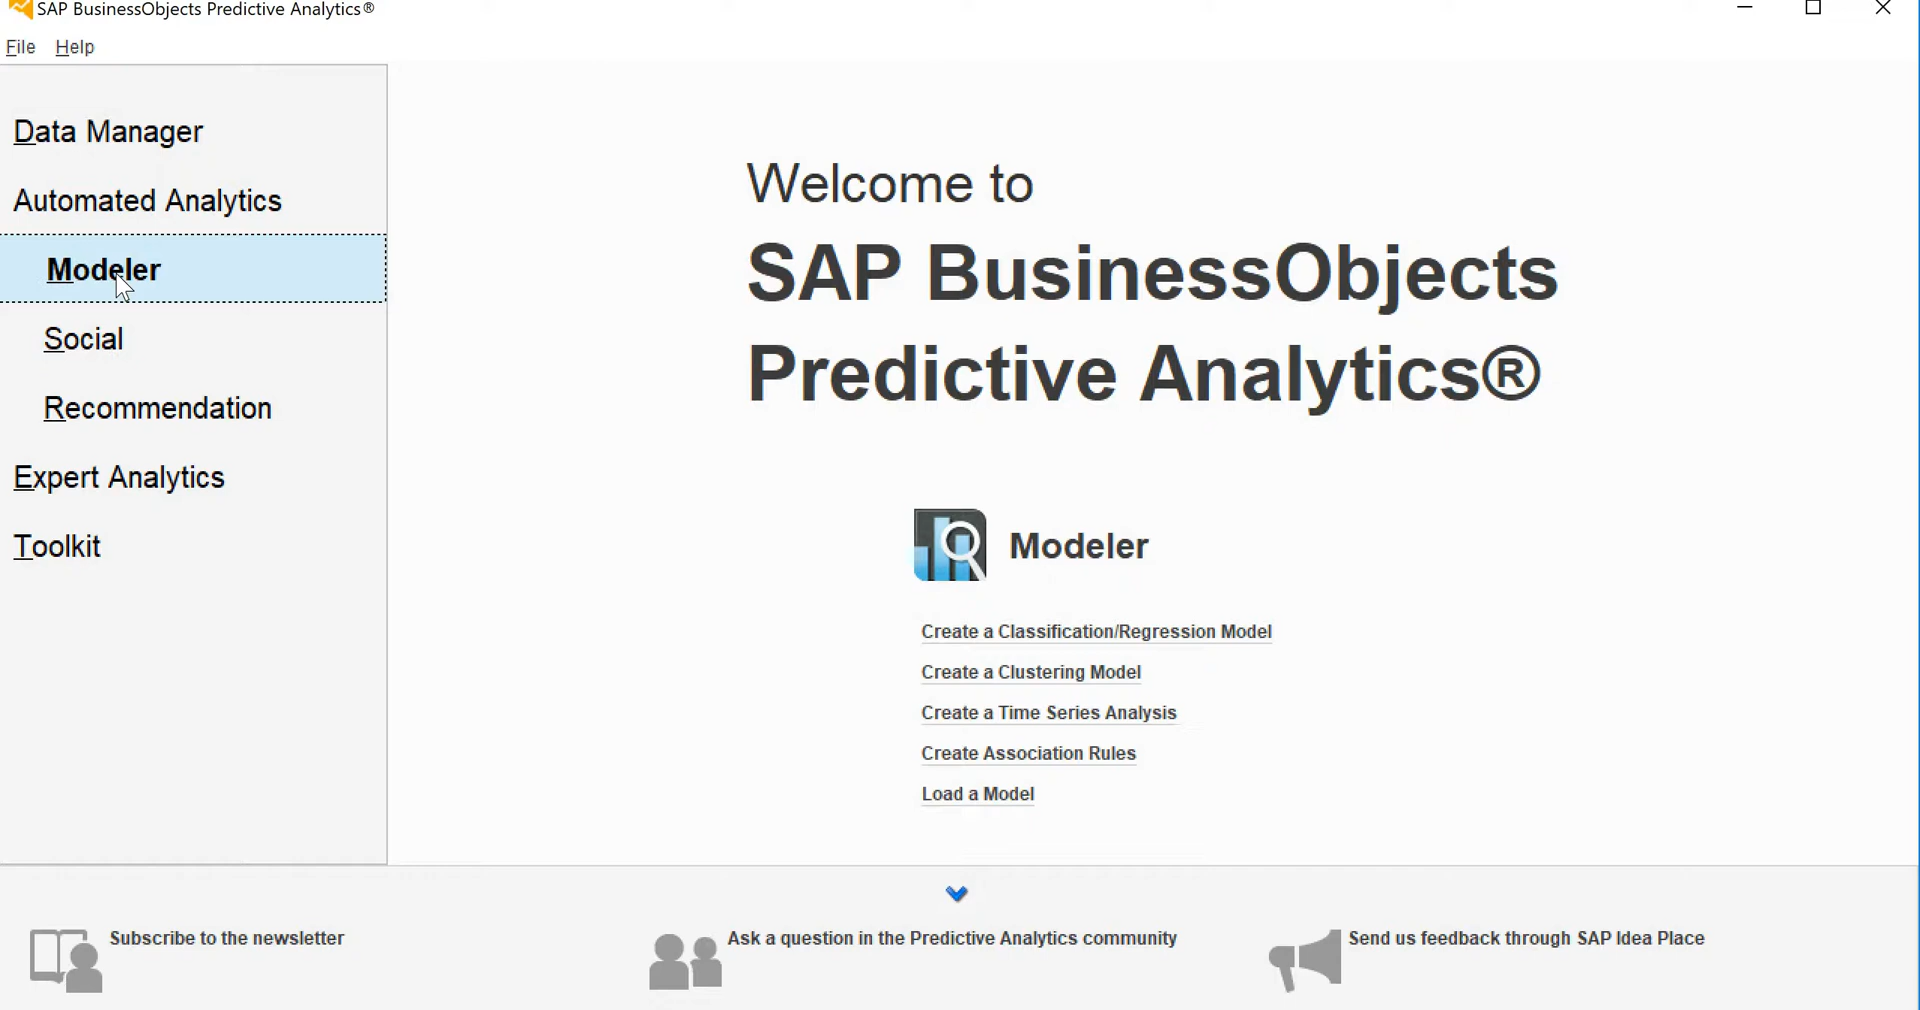 SAP BusinessObjects Predictive Analytics®
File Help
Data Manager
Automated Analytics
Modeler
Social
Recommendation
Expert Analytics
Toolkit
Welcome to
SAP BusinessObjects
Predictive Analytics®
Modeler
Create a Classification/Regression Model
Create a Clustering Model
Create a Time Series Analysis
Create Association Rules
Load a Model
Subscribe to the newsletter
Ask a question in the Predictive Analytics community
Send us feedback through SAP Idea Place